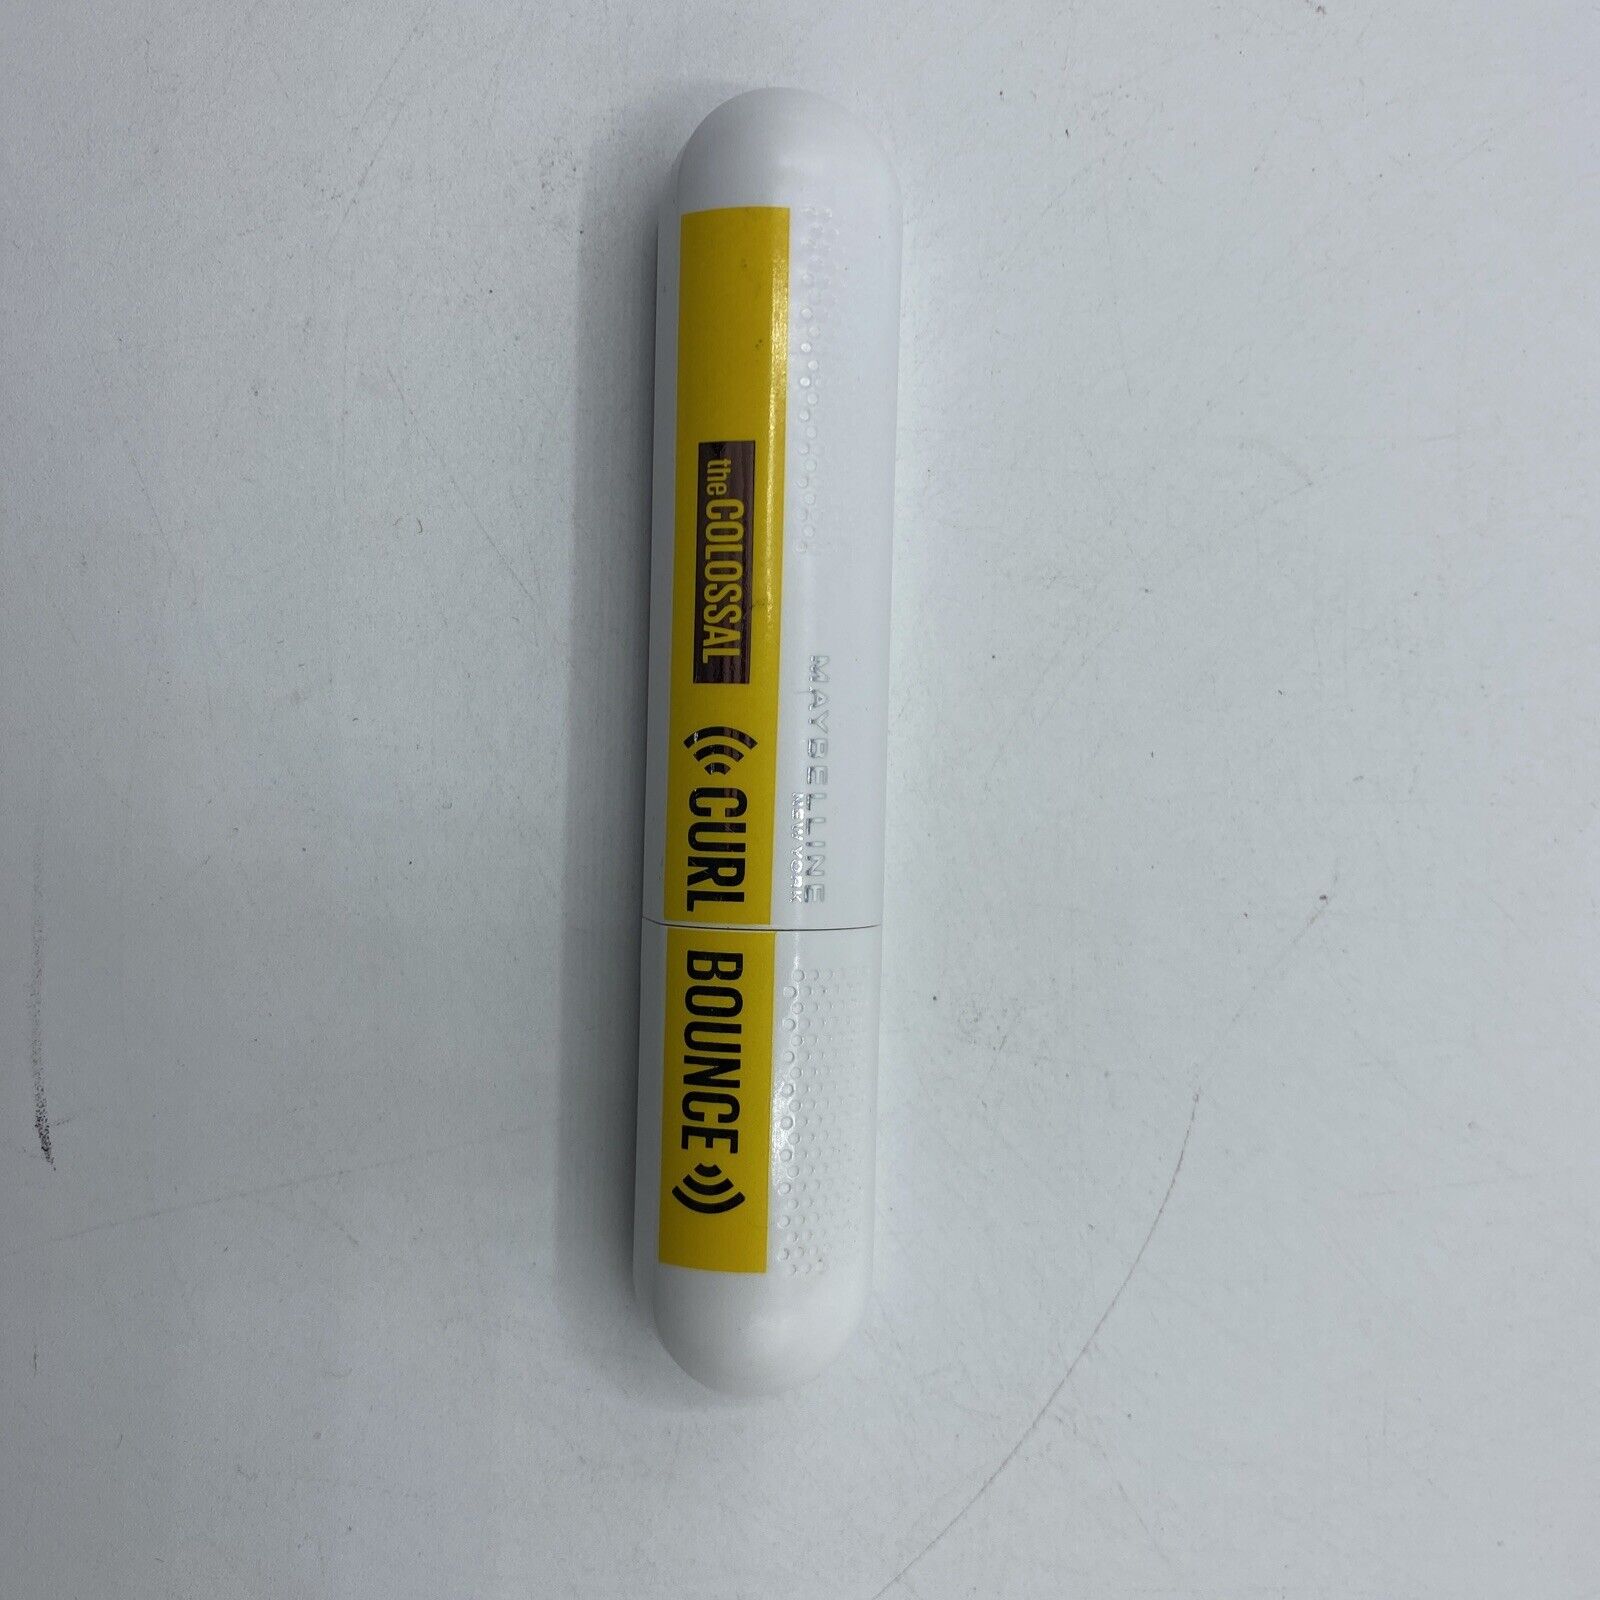 the COLOSSAL
CURL BOUNCE
MAYBELLINE
NEW YORK